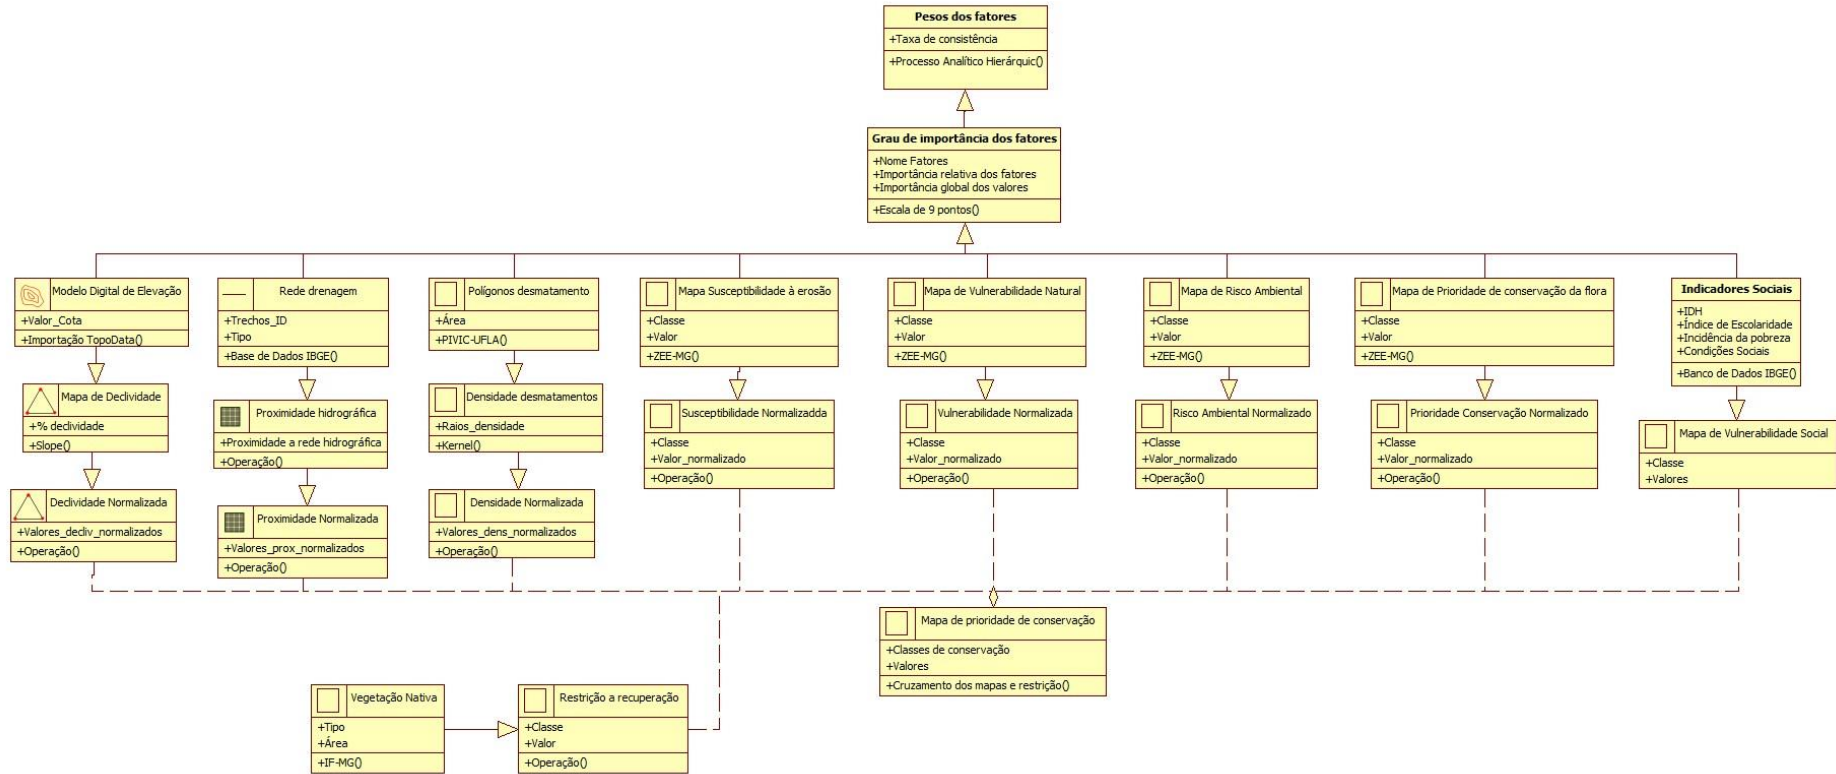 Pesos dos fatores
+Taxa de consistência
+Processo Analítico Hierárquic()
Grau de importância dos fatores
+Nome Fatores
+Importância relativa dos fatores
+Importância global dos valores
+Escala de 9 pontos()
Modelo Digital de Elevação
+Valor_Cota
+Importação TopoData()
Rede drenagem
+Trechos_ID
+Tipo
+Base de Dados IBGE()
Polígonos desmatamento
+Área
+PIVIC-UFLA()
Mapa Susceptibilidade à erosão
+Classe
+Valor
+ZEE-MG()
Mapa de Vulnerabilidade Natural
+Classe
+Valor
+ZEE-MG()
Mapa de Risco Ambiental
+Classe
+Valor
+ZEE-MG()
Mapa de Prioridade de conservação da flora
+Classe
+Valor
+ZEE-MG()
Indicadores Sociais
+IDH
+Índice de Escolaridade
+Incidência da pobreza
+Condições Sociais
+Banco de Dados IBGE()
Mapa de Declividade
+% declividade
+Slope()
Proximidade hidrográfica
+Proximidade a rede hidrográfica
+Operação()
Densidade desmatamentos
+Raios_densidade
+Kernel()
Susceptibilidade Normalizadda
+Classe
+Valor_normalizado
+Operação()
Vulnerabilidade Normalizada
+Classe
+Valor_normalizado
+Operação()
Risco Ambiental Normalizado
+Classe
+Valor_normalizado
+Operação()
Prioridade Conservação Normalizado
+Classe
+Valor_normalizado
+Operação()
Mapa de Vulnerabilidade Social
+Classe
+Valores
Declividade Normalizada
+Valores_decliv_normalizados
+Operação()
Proximidade Normalizada
+Valores_prox_normalizados
+Operação()
Densidade Normalizada
+Valores_dens_normalizados
+Operação()
Mapa de prioridade de conservação
+Classes de conservação
+Valores
+Cruzamento dos mapas e restrição()
Vegetação Nativa
+Tipo
+Área
+IF-MG()
Restrição a recuperação
+Classe
+Valor
+Operação()